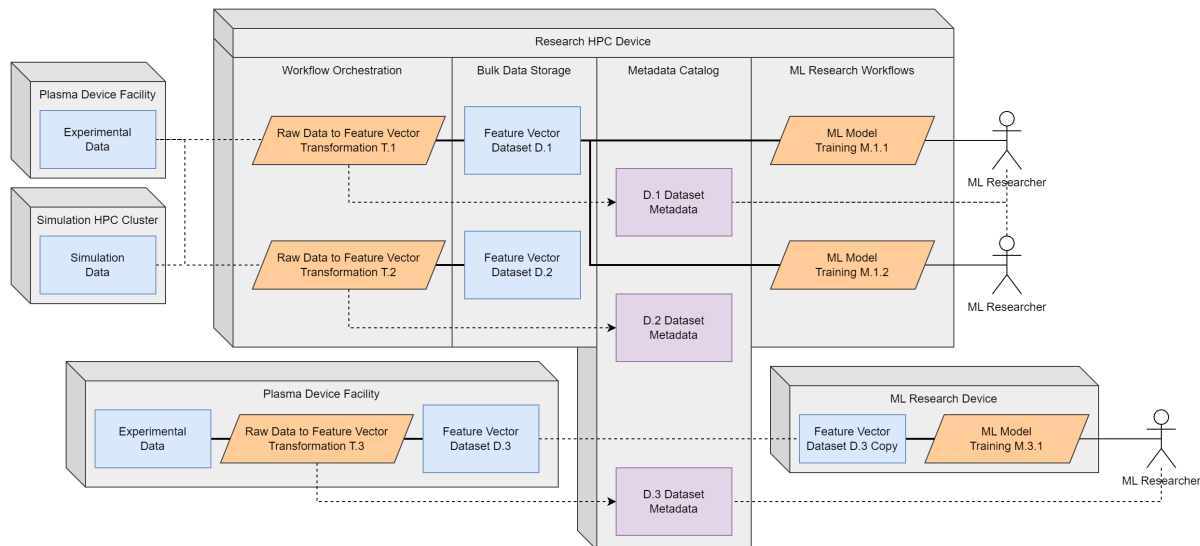 Research HPC Device
Workflow Orchestration
Bulk Data Storage
Metadata Catalog
ML Research Workflows
Plasma Device Facility
Experimental
Data
Raw Data to Feature Vector
Transformation T.1
Feature Vector
Dataset D.1
ML Model
Training M.1.1
ML Researcher
D.1 Dataset
Metadata
Simulation HPC Cluster
Simulation
Data
Raw Data to Feature Vector
Transformation T.2
Feature Vector
Dataset D.2
ML Model
Training M.1.2
ML Researcher
D.2 Dataset
Metadata
Plasma Device Facility
Experimental
Data
Raw Data to Feature Vector
Transformation T.3
Feature Vector
Dataset D.3
ML Research Device
Feature Vector
Dataset D.3 Copy
ML Model
Training M.3.1
ML Researcher
D.3 Dataset
Metadata